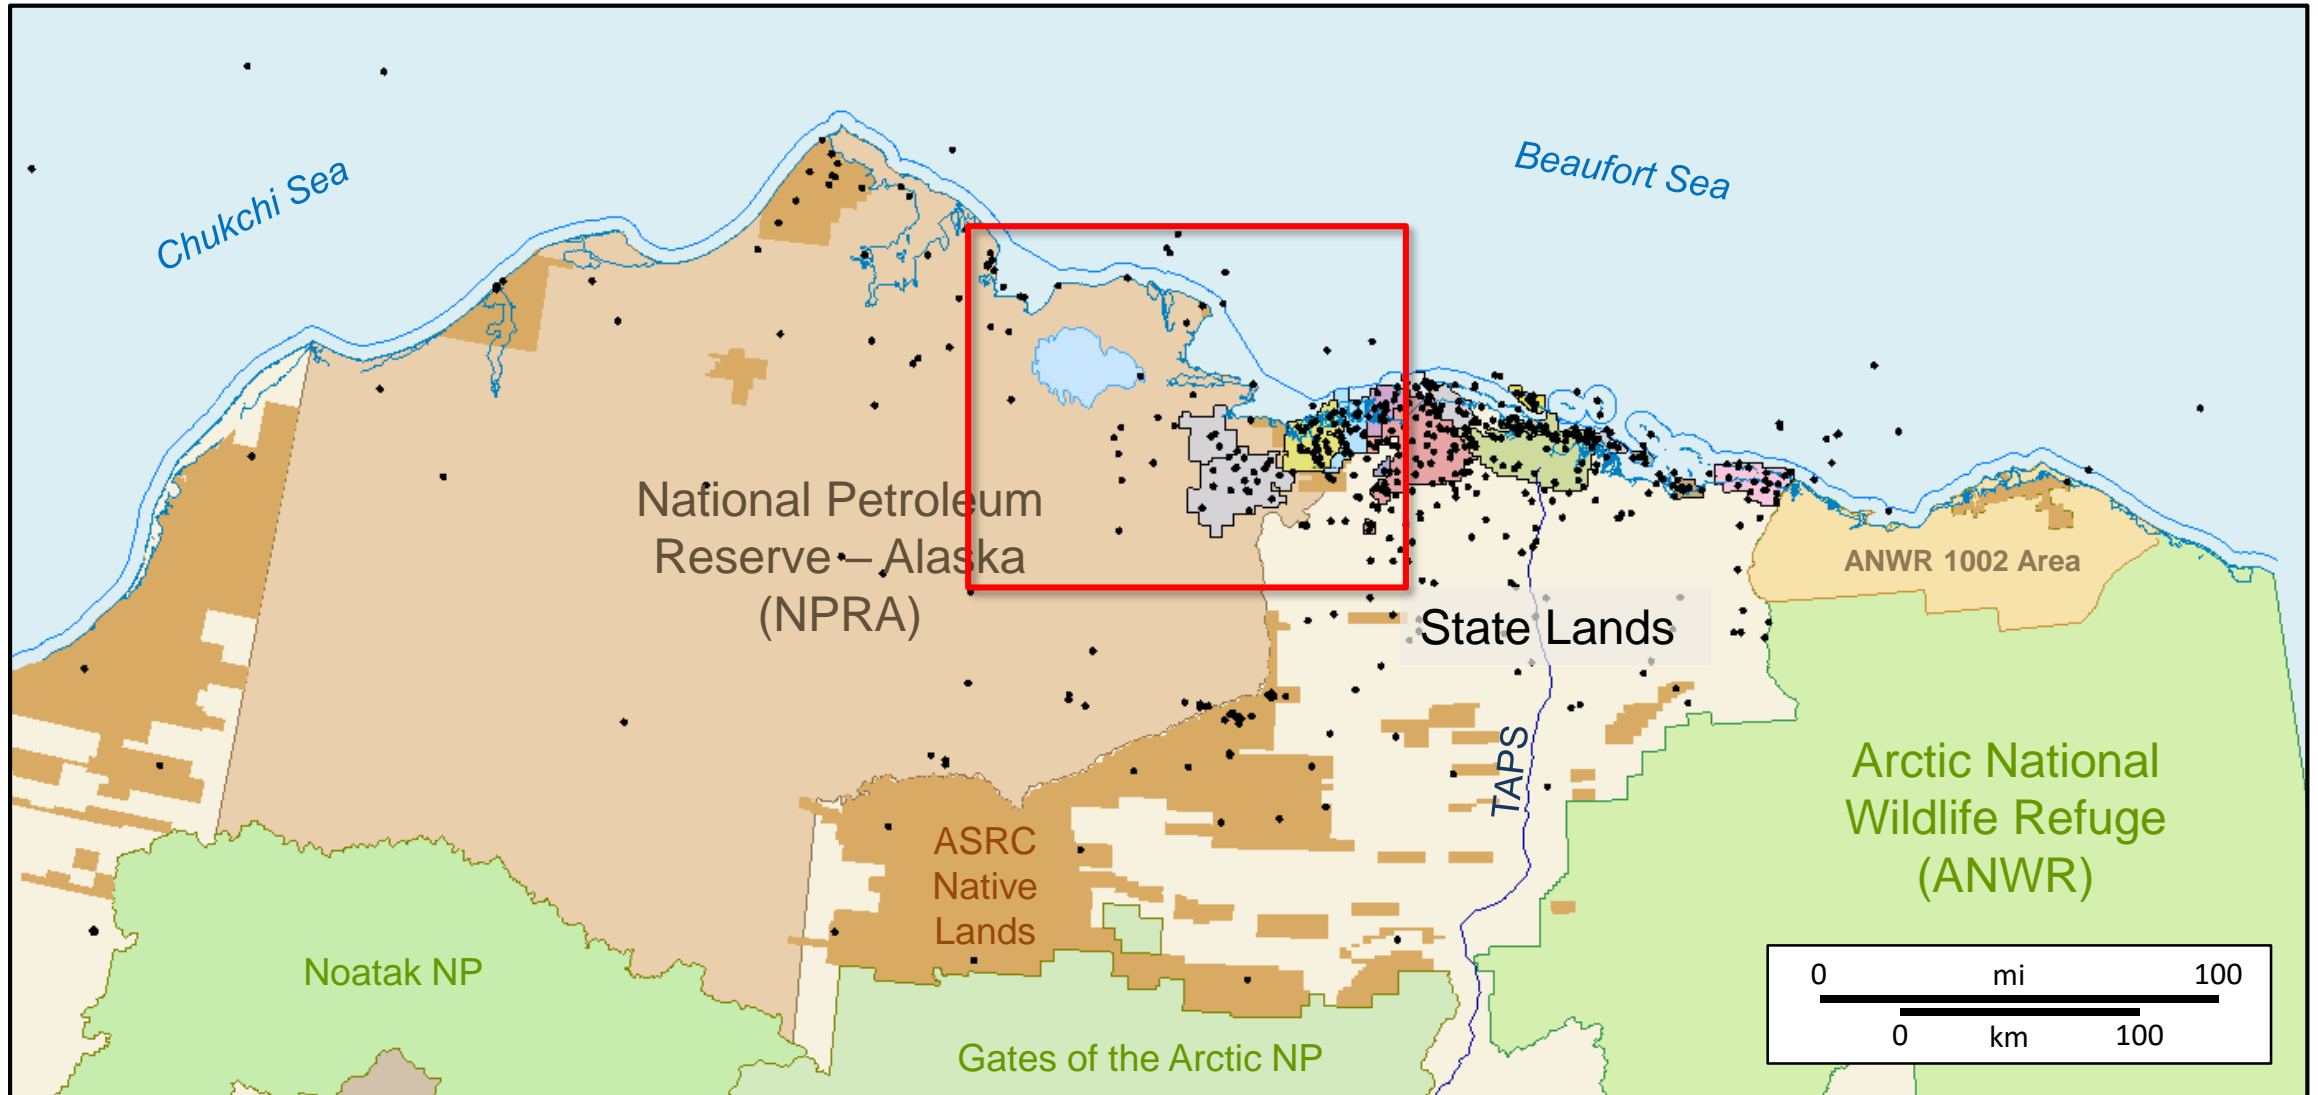 Chukchi Sea
Beaufort Sea
National Petroleum
Reserve – Alaska
(NPRA)
ANWR 1002 Area
State Lands
TAPS
Arctic National
Wildlife Refuge
(ANWR)
ASRC
Native
Lands
Noatak NP
Gates of the Arctic NP
0 mi 100
0 km 100